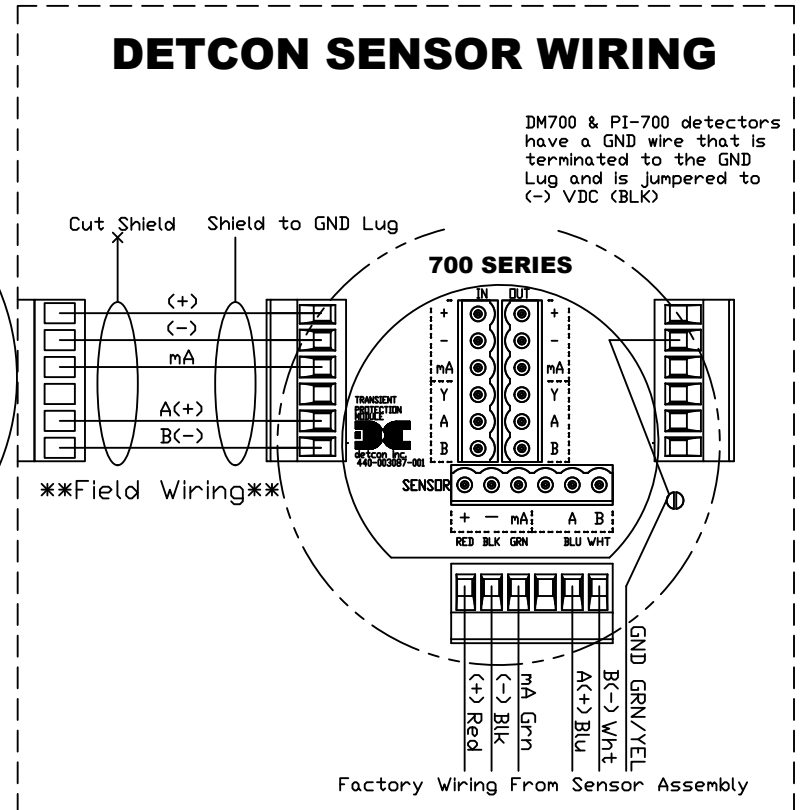 DETCON SENSOR WIRING
DM700 & PI-700 detectors
have a GND wire that is
terminated to the GND
Lug and is jumpered to
(-) VDC (BLK)
Cut Shield
Shield to GND Lug
700 SERIES
IN OUT
(+)
(-)
mA
A(+)
B(-)
**Field Wiring**
+ +
- -
mA mA
Y Y
A A
B B
TRANSIENT
PROTECTION
MODULE
detcon inc.
440-003087-001
SENSOR
+ - mA A B
RED BLK GRN BLU WHT
(+) Red
(-) Blk
mA Grn
A(+) Blu
B(-) Wht
GND GRN/YEL
Factory Wiring From Sensor Assembly